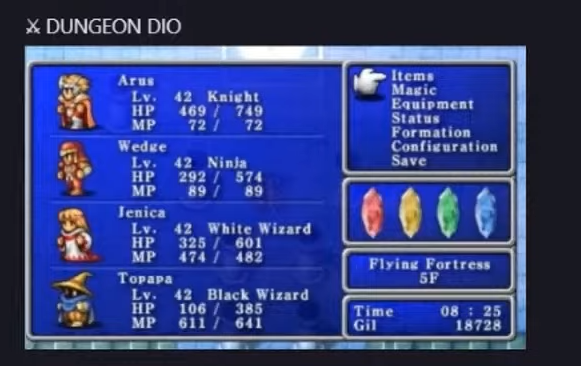 ⚔ DUNGEON DIO
Arus
Lv. 42 Knight
HP 469 / 749
MP 72 / 72
Wedge
Lv. 42 Ninja
HP 292 / 574
MP 89 / 89
Jenica
Lv. 42 White Wizard
HP 325 / 601
MP 474 / 482
Topapa
Lv. 42 Black Wizard
HP 106 / 385
MP 611 / 641
Items
Magic
Equipment
Status
Formation
Configuration
Save
Flying Fortress
5F
Time 08 : 25
Gil 18728